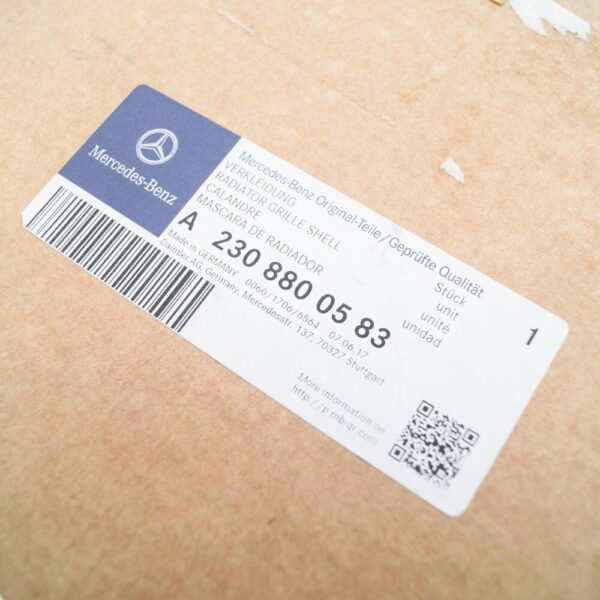 Mercedes-Benz
Mercedes-Benz Original-Teile / Geprüfte Qualität
VERKLEIDUNG
RADIATOR GRILLE SHELL
CALANDRE
MASCARA DE RADIADOR
Stück
unit
unité
unidad
1
A 230 880 05 83
Made in GERMANY 0060/1706/6564 07.06.17
Daimler AG, Germany, Mercedesstr. 137, 70327 Stuttgart
More information on
http://p.mb-qr.com